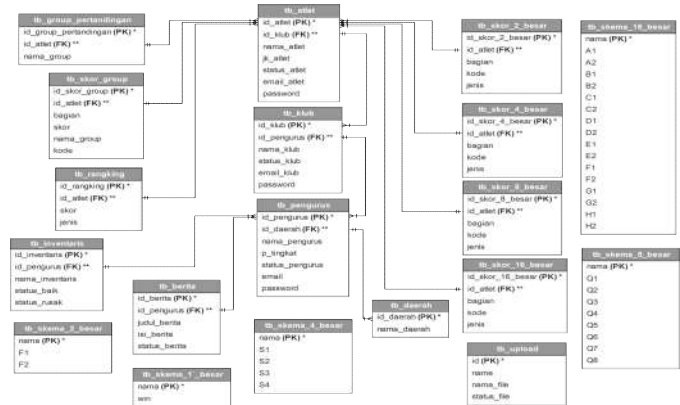 tb_group_pertandingan
id_group_pertandingan (PK) *
id_atlet (FK) **
nama_group
tb_skor_group
id_skor_group (PK) *
id_atlet (FK) **
bagian
skor
nama_group
kode
tb_rangking
id_rangking (PK) *
id_atlet (FK) **
skor
jenis
tb_inventaris
id_inventaris (PK) *
id_pengurus (FK) **
nama_inventaris
status_baik
status_rusak
tb_skema_2_besar
nama (PK) *
F1
F2
tb_berita
id_berita (PK) *
id_pengurus (FK) **
judul_berita
isi_berita
status_berita
tb_skema_1_besar
nama (PK) *
win
tb_atlet
id_atlet (PK) *
id_klub (FK) **
nama_atlet
jk_atlet
status_atlet
email_atlet
password
tb_klub
id_klub (PK) *
id_pengurus (FK) **
nama_klub
status_klub
email_klub
password
tb_pengurus
id_pengurus (PK) *
id_daerah (FK) **
nama_pengurus
p_tingkat
status_pengurus
email
password
tb_skema_4_besar
nama (PK) *
S1
S2
S3
S4
tb_daerah
id_daerah (PK) *
nama_daerah
tb_skor_2_besar
id_skor_2_besar (PK) *
id_atlet (FK) **
bagian
kode
jenis
tb_skor_4_besar
id_skor_4_besar (PK) *
id_atlet (FK) **
bagian
kode
jenis
tb_skor_8_besar
id_skor_8_besar (PK) *
id_atlet (FK) **
bagian
kode
jenis
tb_skor_16_besar
id_skor_16_besar (PK) *
id_atlet (FK) **
bagian
kode
jenis
tb_upload
id (PK) *
name
nama_file
status_file
tb_skema_16_besar
nama (PK) *
A1
A2
B1
B2
C1
C2
D1
D2
E1
E2
F1
F2
G1
G2
H1
H2
tb_skema_8_besar
nama (PK) *
Q1
Q2
Q3
Q4
Q5
Q6
Q7
Q8